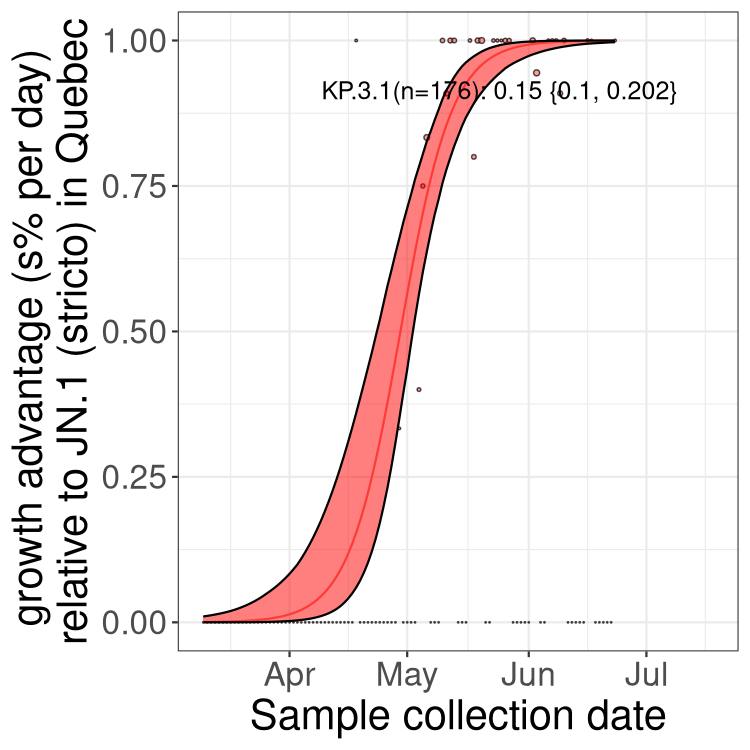 growth advantage (s% per day)
relative to JN.1 (stricto) in Quebec
1.00
0.75
0.50
0.25
0.00
KP.3.1(n=176): 0.15 {0.1, 0.202}
Apr May Jun Jul
Sample collection date